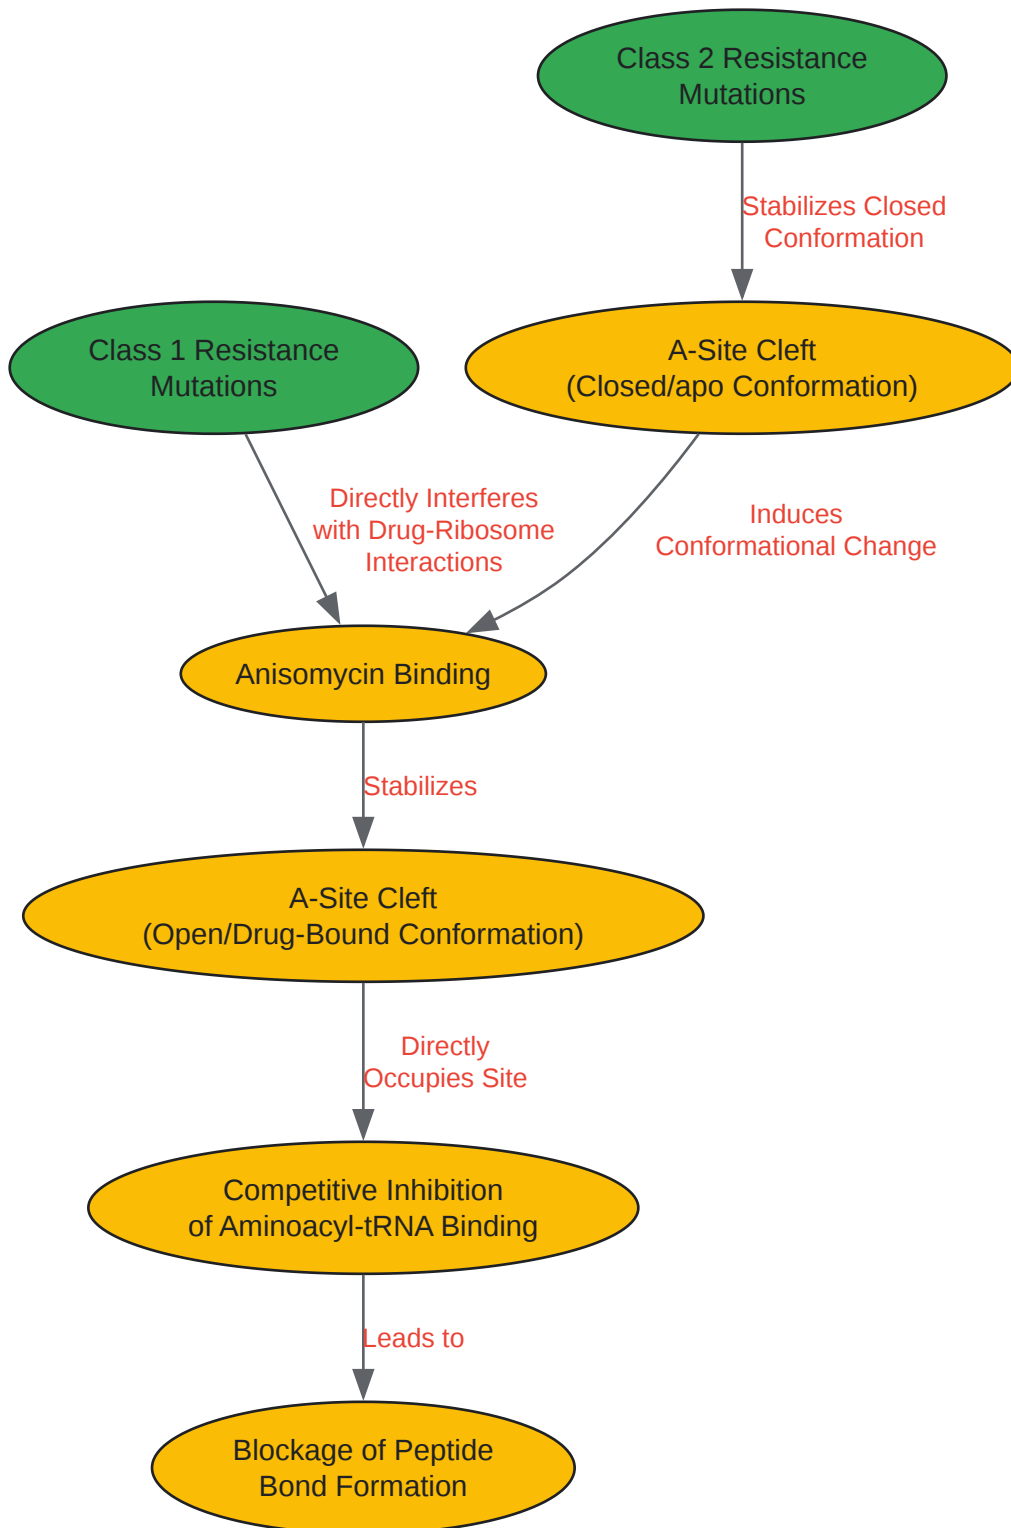 Class 2 Resistance
Mutations
Stabilizes Closed
Conformation
Class 1 Resistance
Mutations
A-Site Cleft
(Closed/apo Conformation)
Directly Interferes
with Drug-Ribosome
Interactions
Induces
Conformational Change
Anisomycin Binding
Stabilizes
A-Site Cleft
(Open/Drug-Bound Conformation)
Directly
Occupies Site
Competitive Inhibition
of Aminoacyl-tRNA Binding
Leads to
Blockage of Peptide
Bond Formation